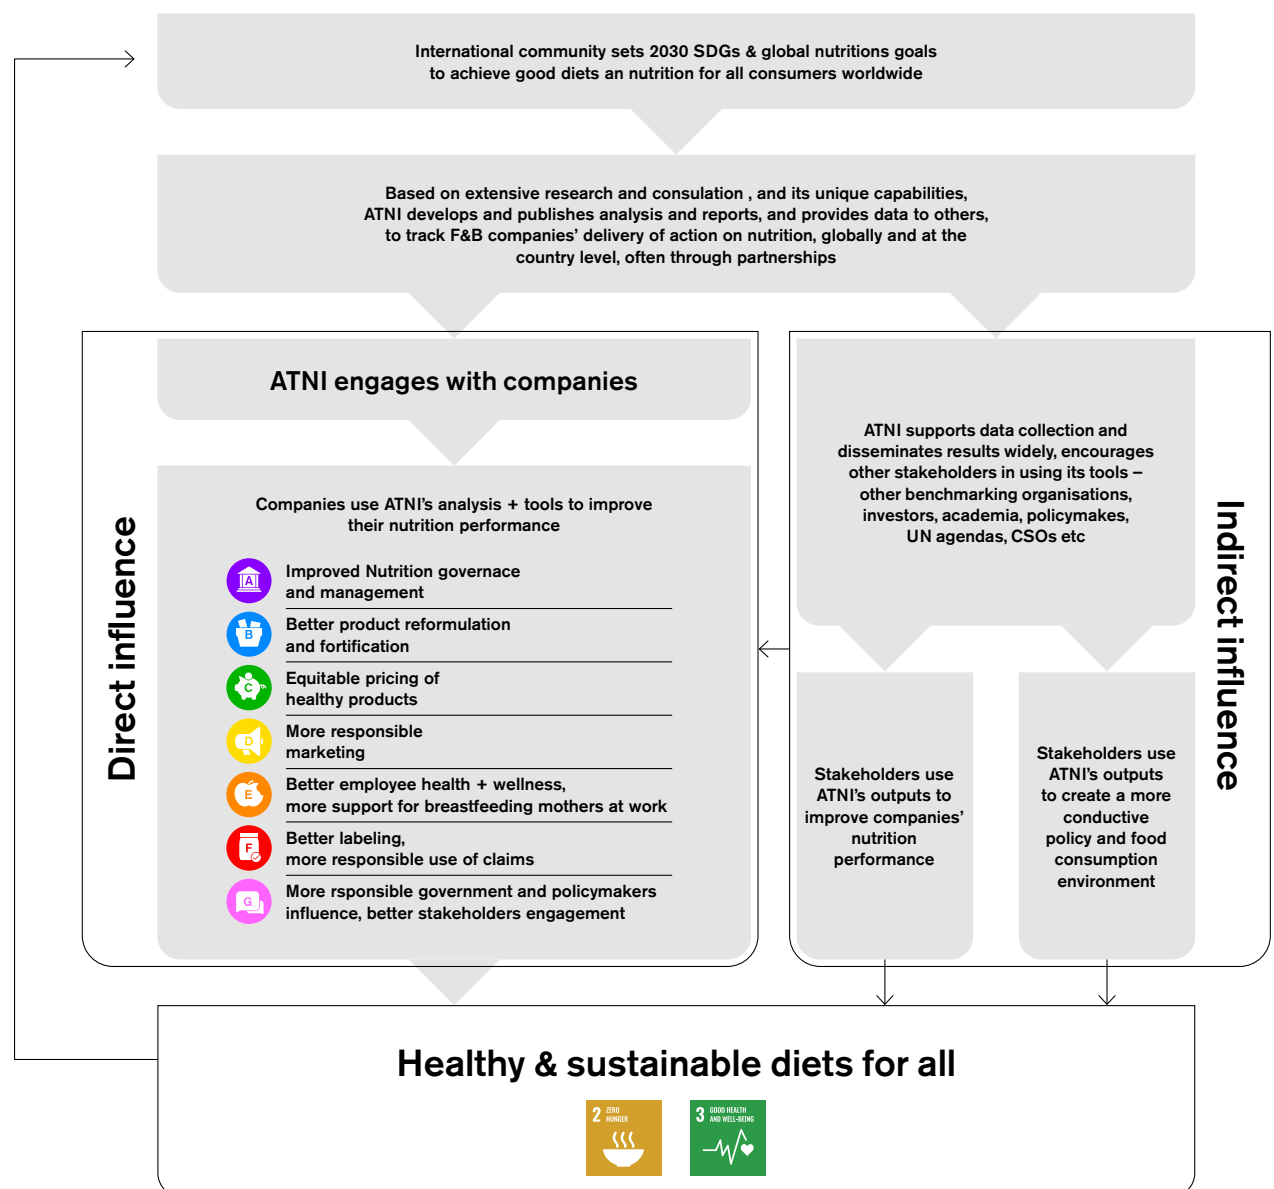 International community sets 2030 SDGs & global nutritions goals
to achieve good diets an nutrition for all consumers worldwide
Based on extensive research and consulation , and its unique capabilities,
ATNI develops and publishes analysis and reports, and provides data to others,
to track F&B companies’ delivery of action on nutrition, globally and at the
country level, often through partnerships
Direct influence
ATNI engages with companies
Companies use ATNI’s analysis + tools to improve
their nutrition performance
A
Improved Nutrition governace
and management
B
Better product reformulation
and fortification
C
Equitable pricing of
healthy products
D
More responsible
marketing
E
Better employee health + wellness,
more support for breastfeeding mothers at work
F
Better labeling,
more responsible use of claims
G
More rsponsible government and policymakers
influence, better stakeholders engagement
Indirect influence
ATNI supports data collection and
disseminates results widely, encourages
other stakeholders in using its tools –
other benchmarking organisations,
investors, academia, policymakes,
UN agendas, CSOs etc
Stakeholders use
ATNI’s outputs to
improve companies’
nutrition
performance
Stakeholders use
ATNI’s outputs
to create a more
conductive
policy and food
consumption
environment
Healthy & sustainable diets for all
2 ZERO
HUNGER
3 GOOD HEALTH
AND WELL-BEING